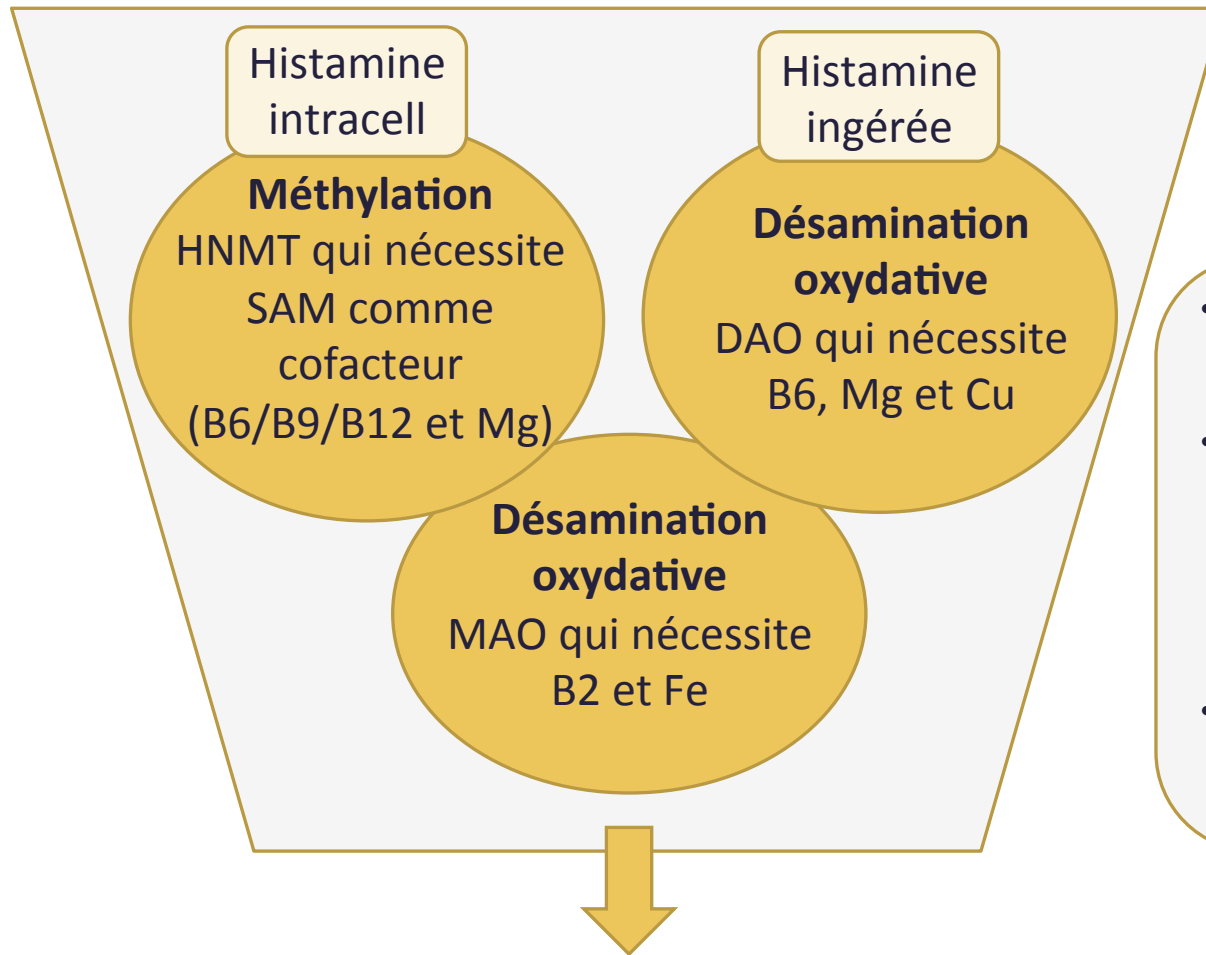 Histamine
intracell
Méthylation
HNMT qui nécessite
SAM comme
cofacteur
(B6/B9/B12 et Mg)
Histamine
ingérée
Désamination
oxydative
DAO qui nécessite
B6, Mg et Cu
Désamination
oxydative
MAO qui nécessite
B2 et Fe
•
•
•